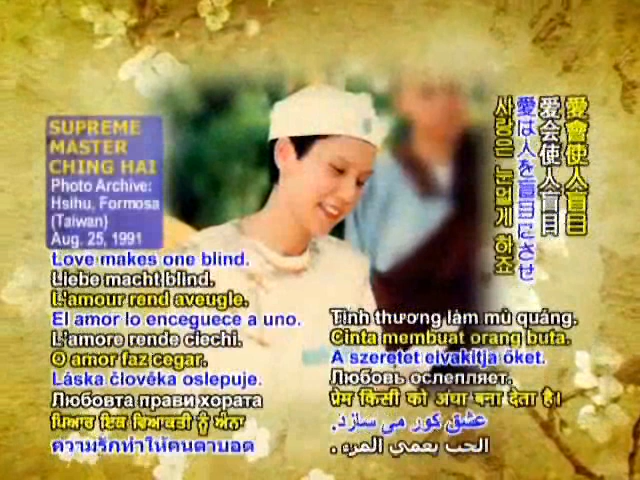 SUPREME
MASTER
CHING HAI
Photo Archive:
Hsihu, Formosa
(Taiwan)
Aug. 25, 1991
愛會使人盲目
爱会使人盲目
愛は人を盲目にさせ
사랑은 눈멀게 하죠
Love makes one blind.
Liebe macht blind.
L'amour rend aveugle.
El amor lo enceguece a uno.
L'amore rende ciechi.
O amor faz cegar.
Láska člověka oslepuje.
Любовта прави хората
ਪਿਆਰ ਇਕ ਵਿਅਕਤੀ ਨੂੰ ਅੰਨਾ
ความรักทำให้คนตาบอด
Tình thương làm mù quáng.
Cinta membuat orang buta.
A szeretet elvakítja őket.
Любовь ослепляет.
प्रेम किसी को अंधा बना देता है।
عشق کور می سازد.
الحب يعمي المرء .